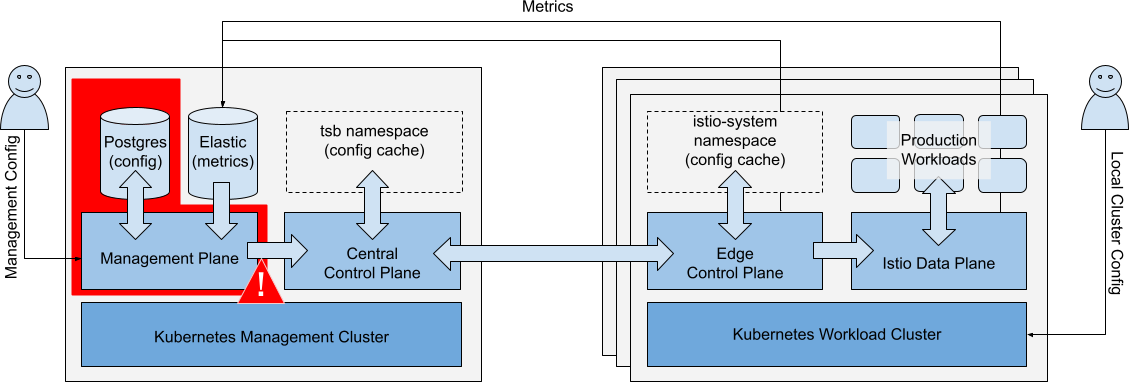 Metrics
Management Config
Postgres
(config)
Elastic
(metrics)
tsb namespace
(config cache)
Management Plane
Central
Control Plane
!
Kubernetes Management Cluster
istio-system
namespace
(config cache)
Production
Workloads
Edge
Control Plane
Istio Data Plane
Kubernetes Workload Cluster
Local Cluster Config